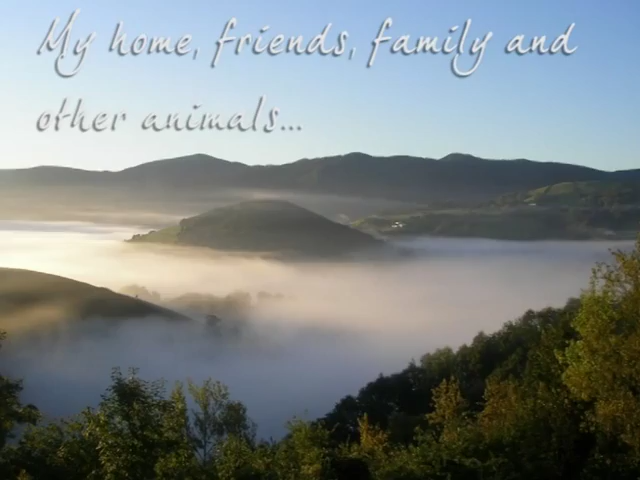 My home, friends, family and
other animals...